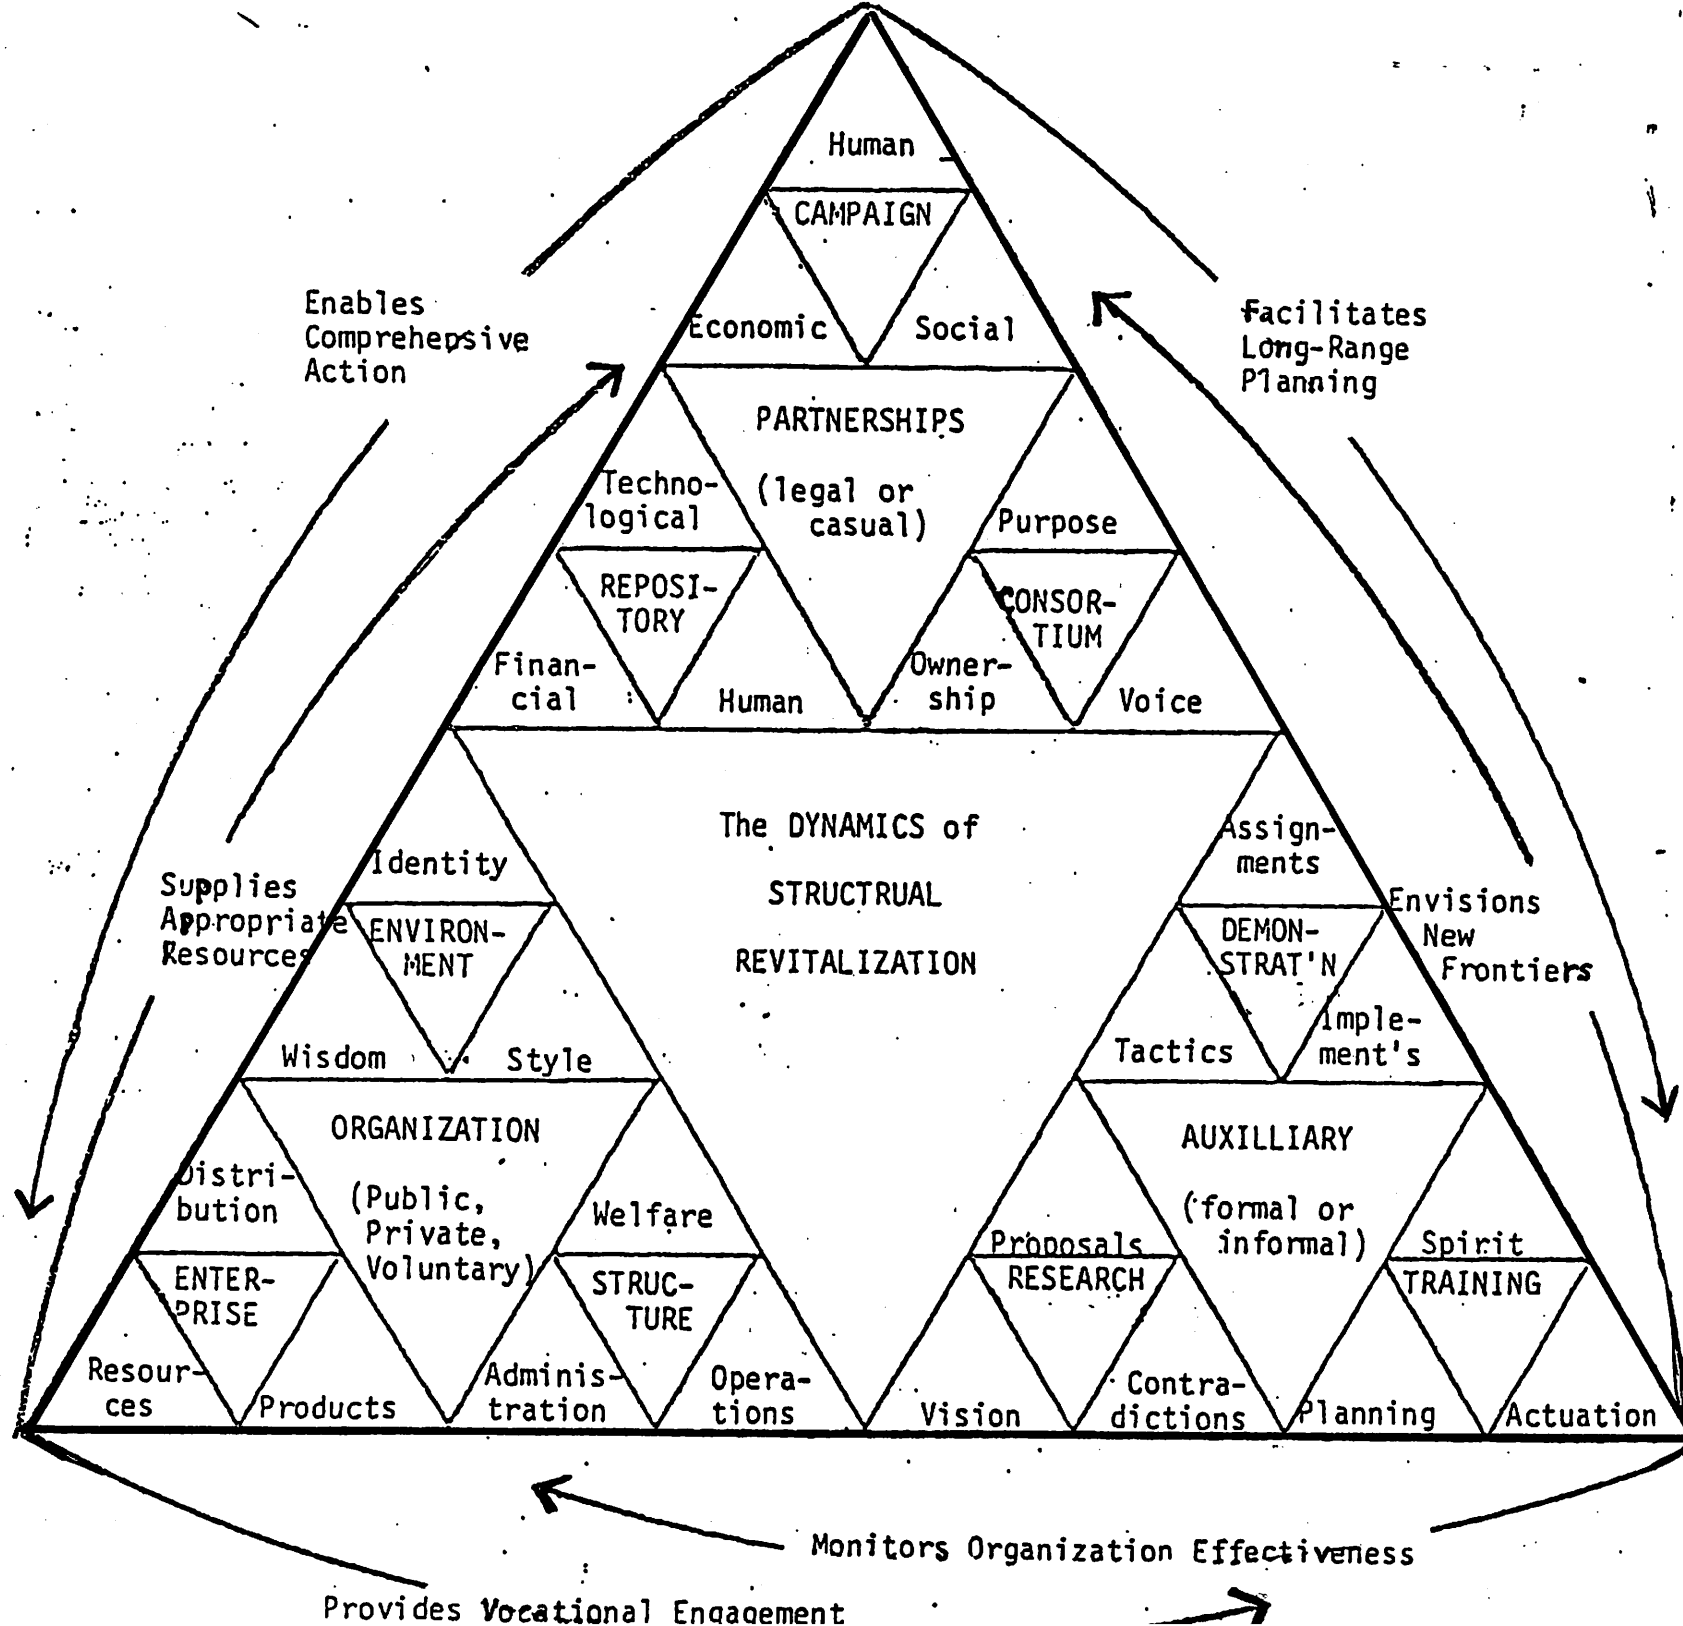 Human
CAMPAIGN
Economic
Social
Enables
Comprehensive
Action
Facilitates
Long-Range
Planning
PARTNERSHIPS
(legal or
casual)
Techno-
logical
REPOSI-
TORY
Finan-
cial
Human
Purpose
CONSOR-
TIUM
Owner-
ship
Voice
The DYNAMICS of
STRUCTRUAL
REVITALIZATION
Supplies
Appropriate
Resources
Identity
ENVIRON-
MENT
Wisdom
Style
Assign-
ments
DEMON-
STRAT'N
Tactics
Imple-
ment's
Envisions
New
Frontiers
ORGANIZATION
(Public,
Private,
Voluntary)
Distri-
bution
ENTER-
PRISE
Resour-
ces
Products
Welfare
STRUC-
TURE
Adminis-
tration
Opera-
tions
AUXILLIARY
(formal or
informal)
Proposals
RESEARCH
Vision
Contra-
dictions
Spirit
TRAINING
Planning
Actuation
Monitors Organization Effectiveness
Provides Vocational Engagement